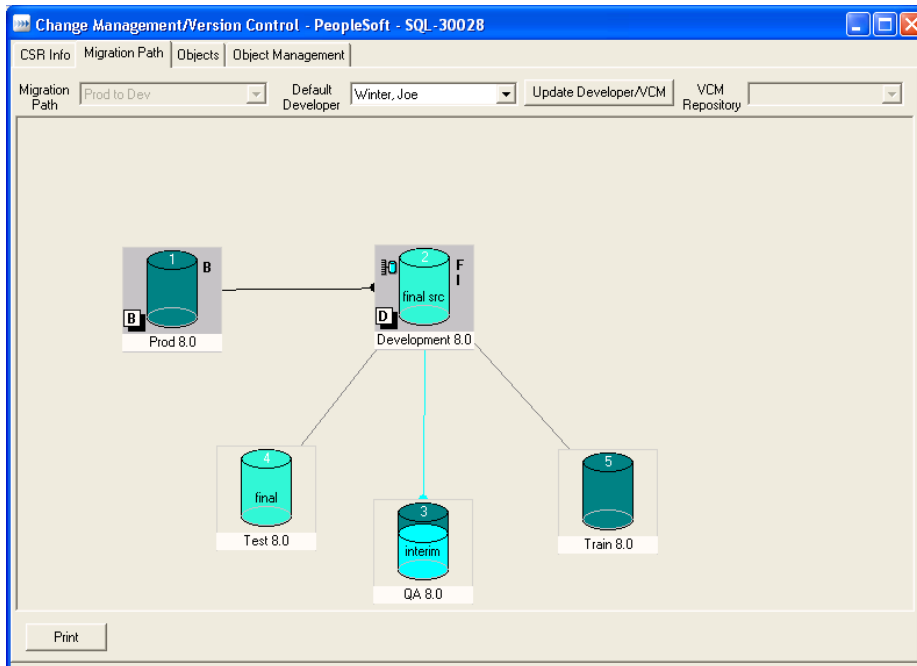 Change Management/Version Control - PeopleSoft - SQL-30028
CSR Info
Migration Path
Objects
Object Management
Migration
Path
Prod to Dev
Default
Developer
Winter, Joe
Update Developer/VCM
VCM
Repository
1
B
B
Prod 8.0
2
F
I
final src
D
Development 8.0
4
final
Test 8.0
3
interim
QA 8.0
5
Train 8.0
Print